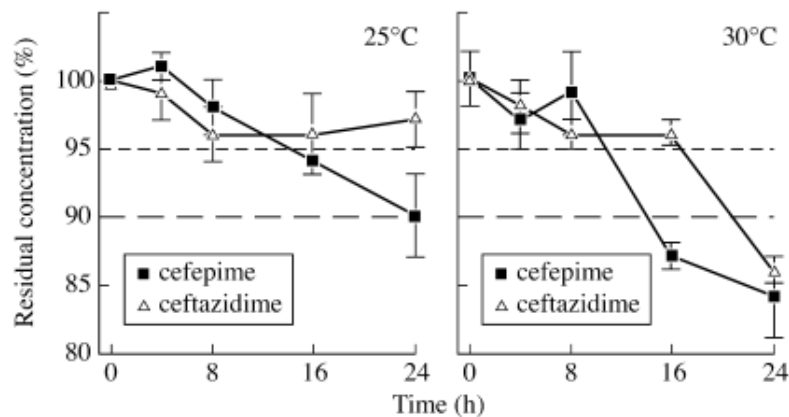 25°C
30°C
Residual concentration (%)
100
95
90
85
80
cefepime
ceftazidime
cefepime
ceftazidime
0
8
16
24
0
8
16
24
Time (h)